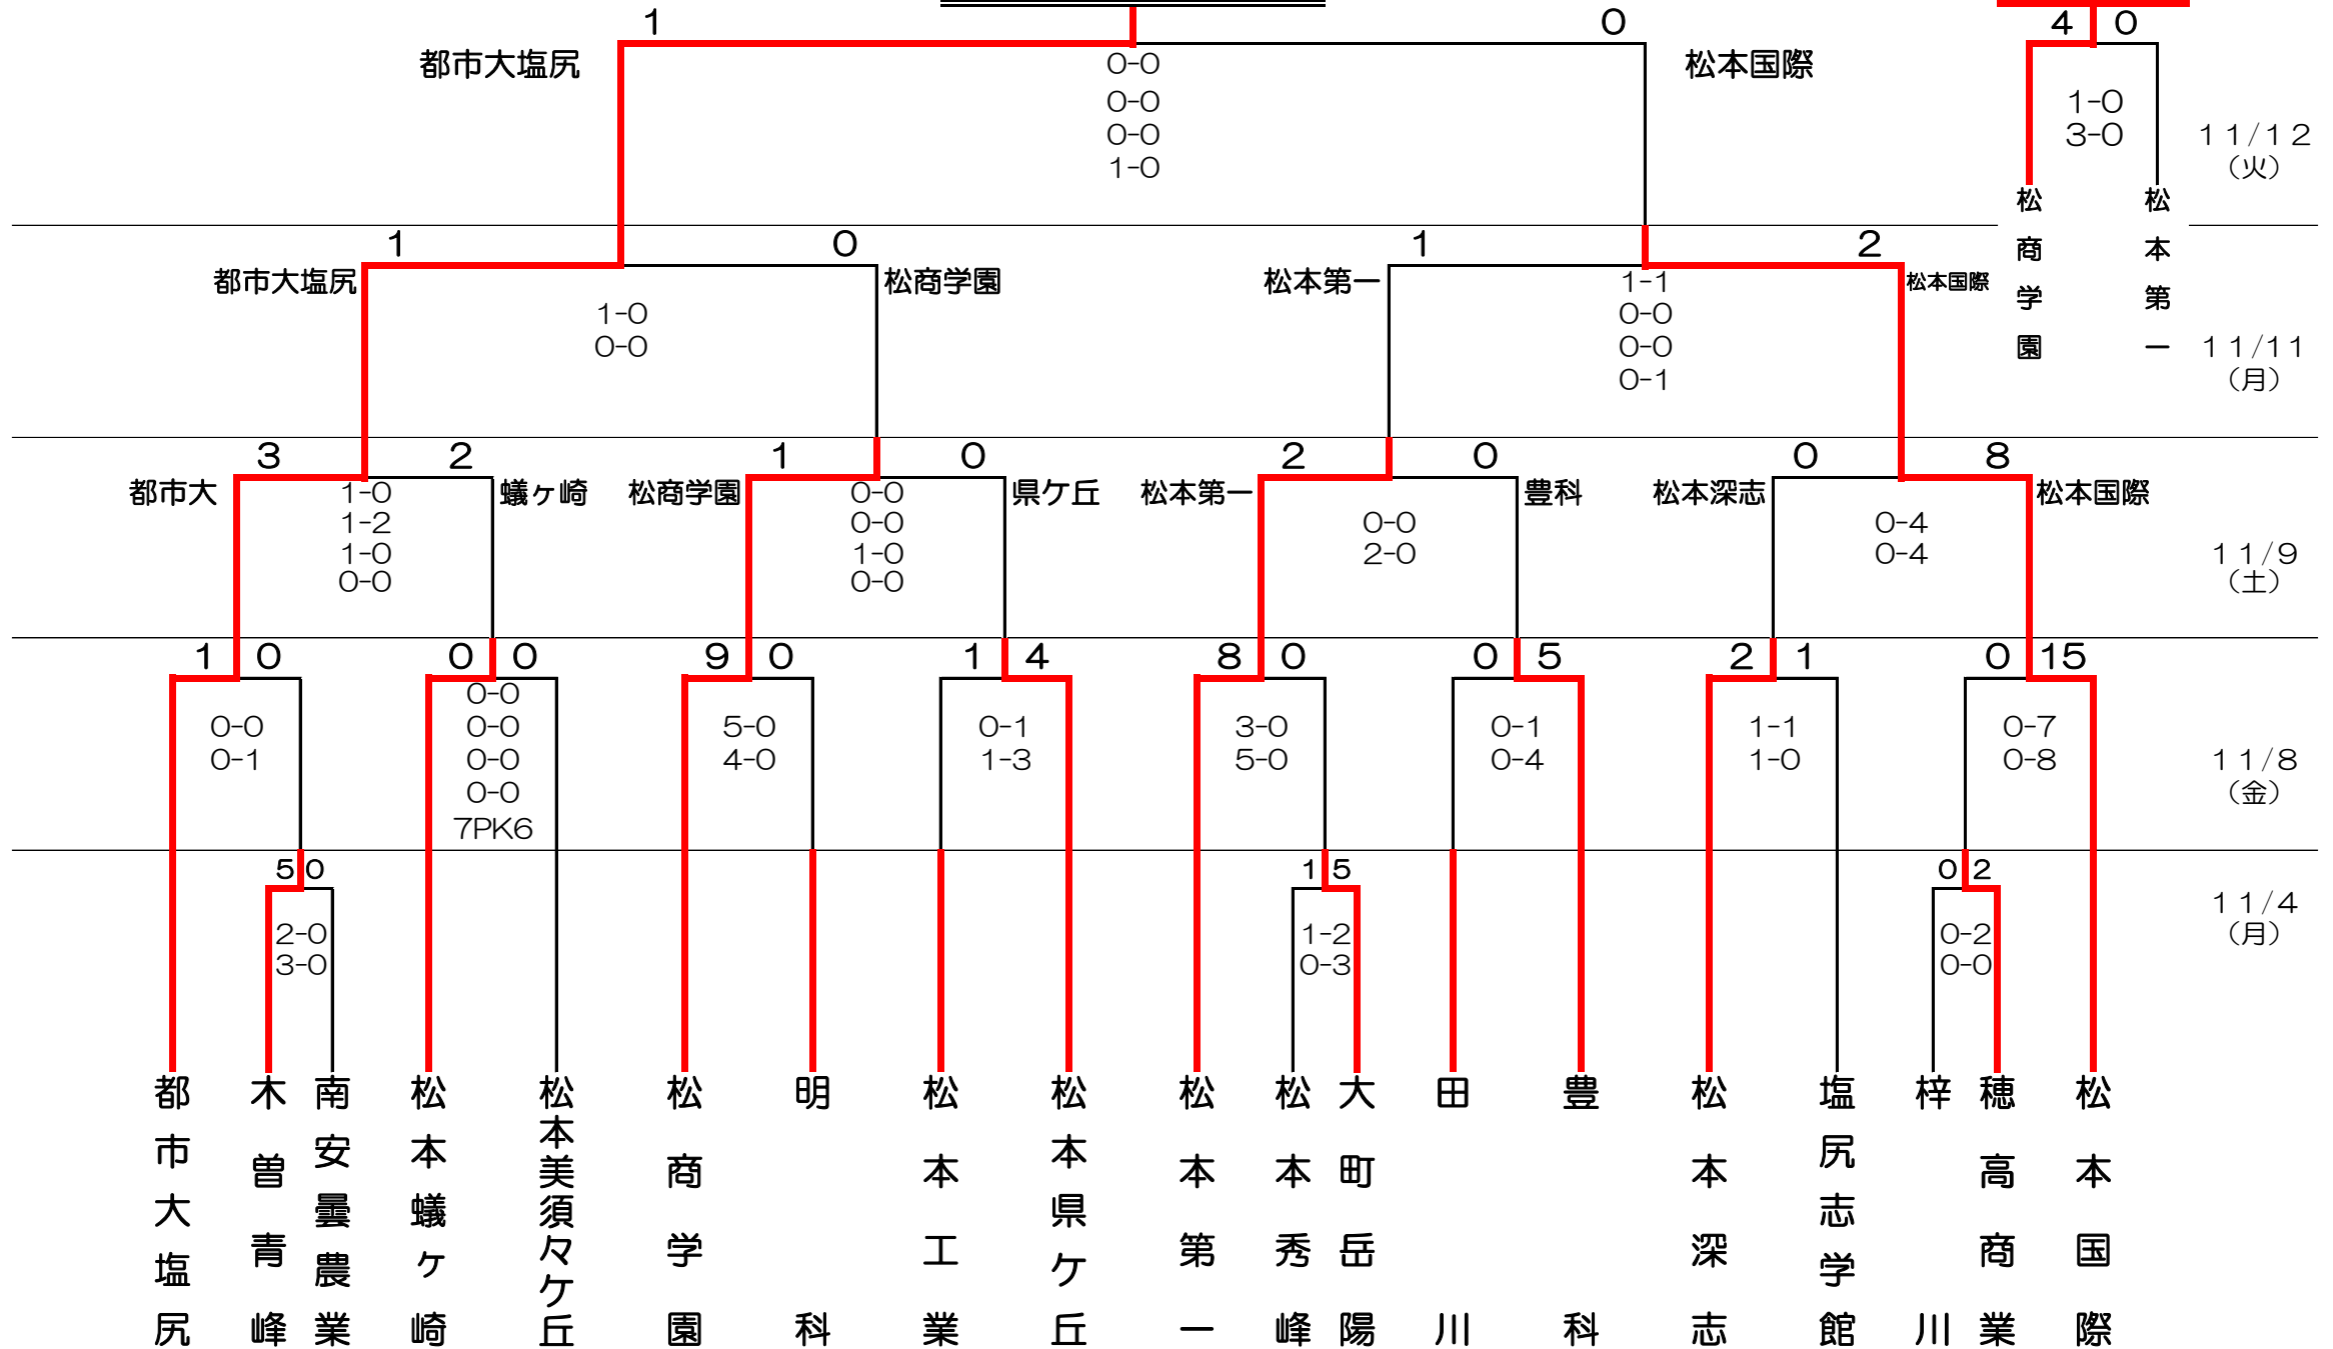 1 0 4 0
都市大塩尻 0-0 松本国際
0-0 1-0
0-0 3-0 11/12
1-0 (火)
1 0 1 2
都市大塩尻 松商学園 松本第一 1-1 松本国際
松商学園
松本第一
1-0 0-0
0-0 0-0 11/11
0-1 (月)
3 2 1 0 2 0 0 8
都市大 1-0 蟻ヶ崎 松商学園 0-0 県ケ丘 松本第一 豊科 松本深志 松本国際
1-2 0-0 0-0 0-4
1-0 1-0 2-0 0-4 11/9
0-0 0-0 (土)
1 0 0 0 9 0 1 4 8 0 0 5 2 1 0 15
0-0
0-0 0-0 5-0 0-1 3-0 0-1 1-1 0-7
0-1 0-0 4-0 1-3 5-0 0-4 1-0 0-8 11/8
0-0 (金)
7PK6
5 0 1 5 0 2
11/4
2-0 1-2 0-2 (月)
3-0 0-3 0-0
都市大塩尻
木曽青峰
南安曇農業
松本蟻ヶ崎
松本美須々ケ丘
松商学園
明科
松本工業
松本県ケ丘
松本第一
松本秀峰
大町岳陽
田川
豊科
松本深志
塩尻志学館
梓川
穂高商業
松本国際